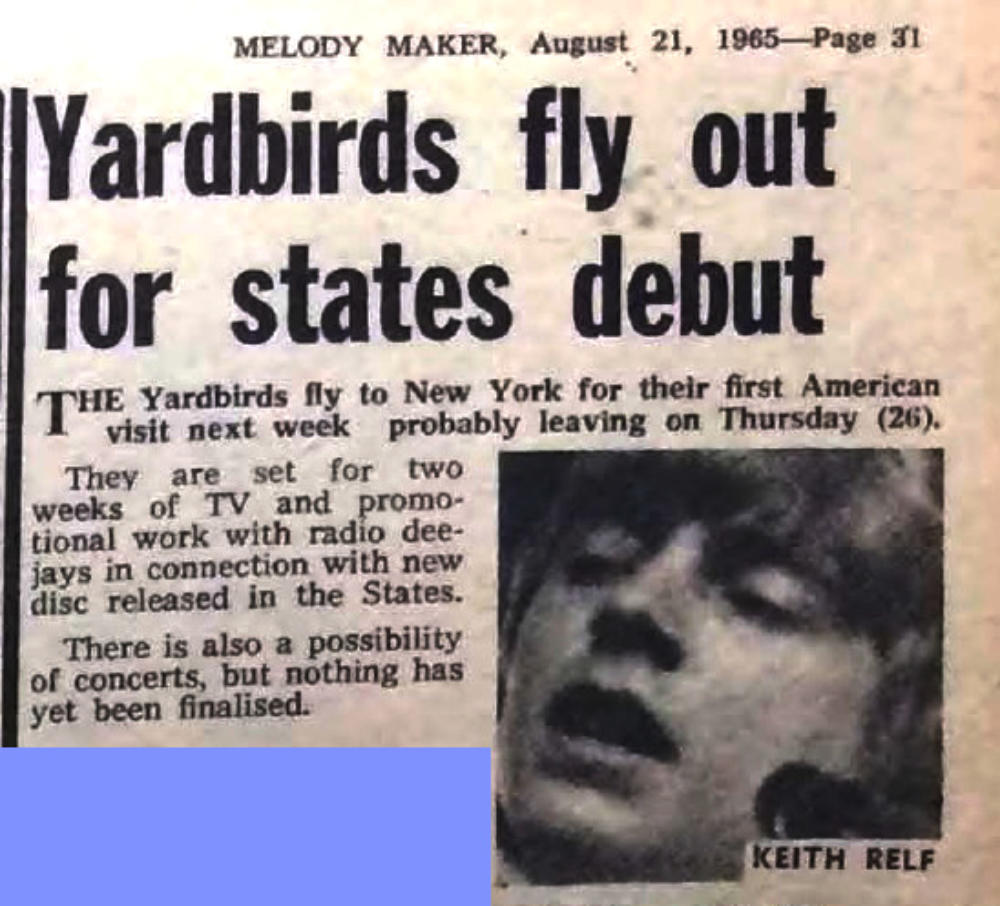 MELODY MAKER, August 21, 1965—Page 31
Yardbirds fly out
for states debut
THE Yardbirds fly to New York for their first American
visit next week probably leaving on Thursday (26).
They are set for two
weeks of TV and promo-
tional work with radio dee-
jays in connection with new
disc released in the States.
There is also a possibility
of concerts, but nothing has
yet been finalised.
KEITH RELF